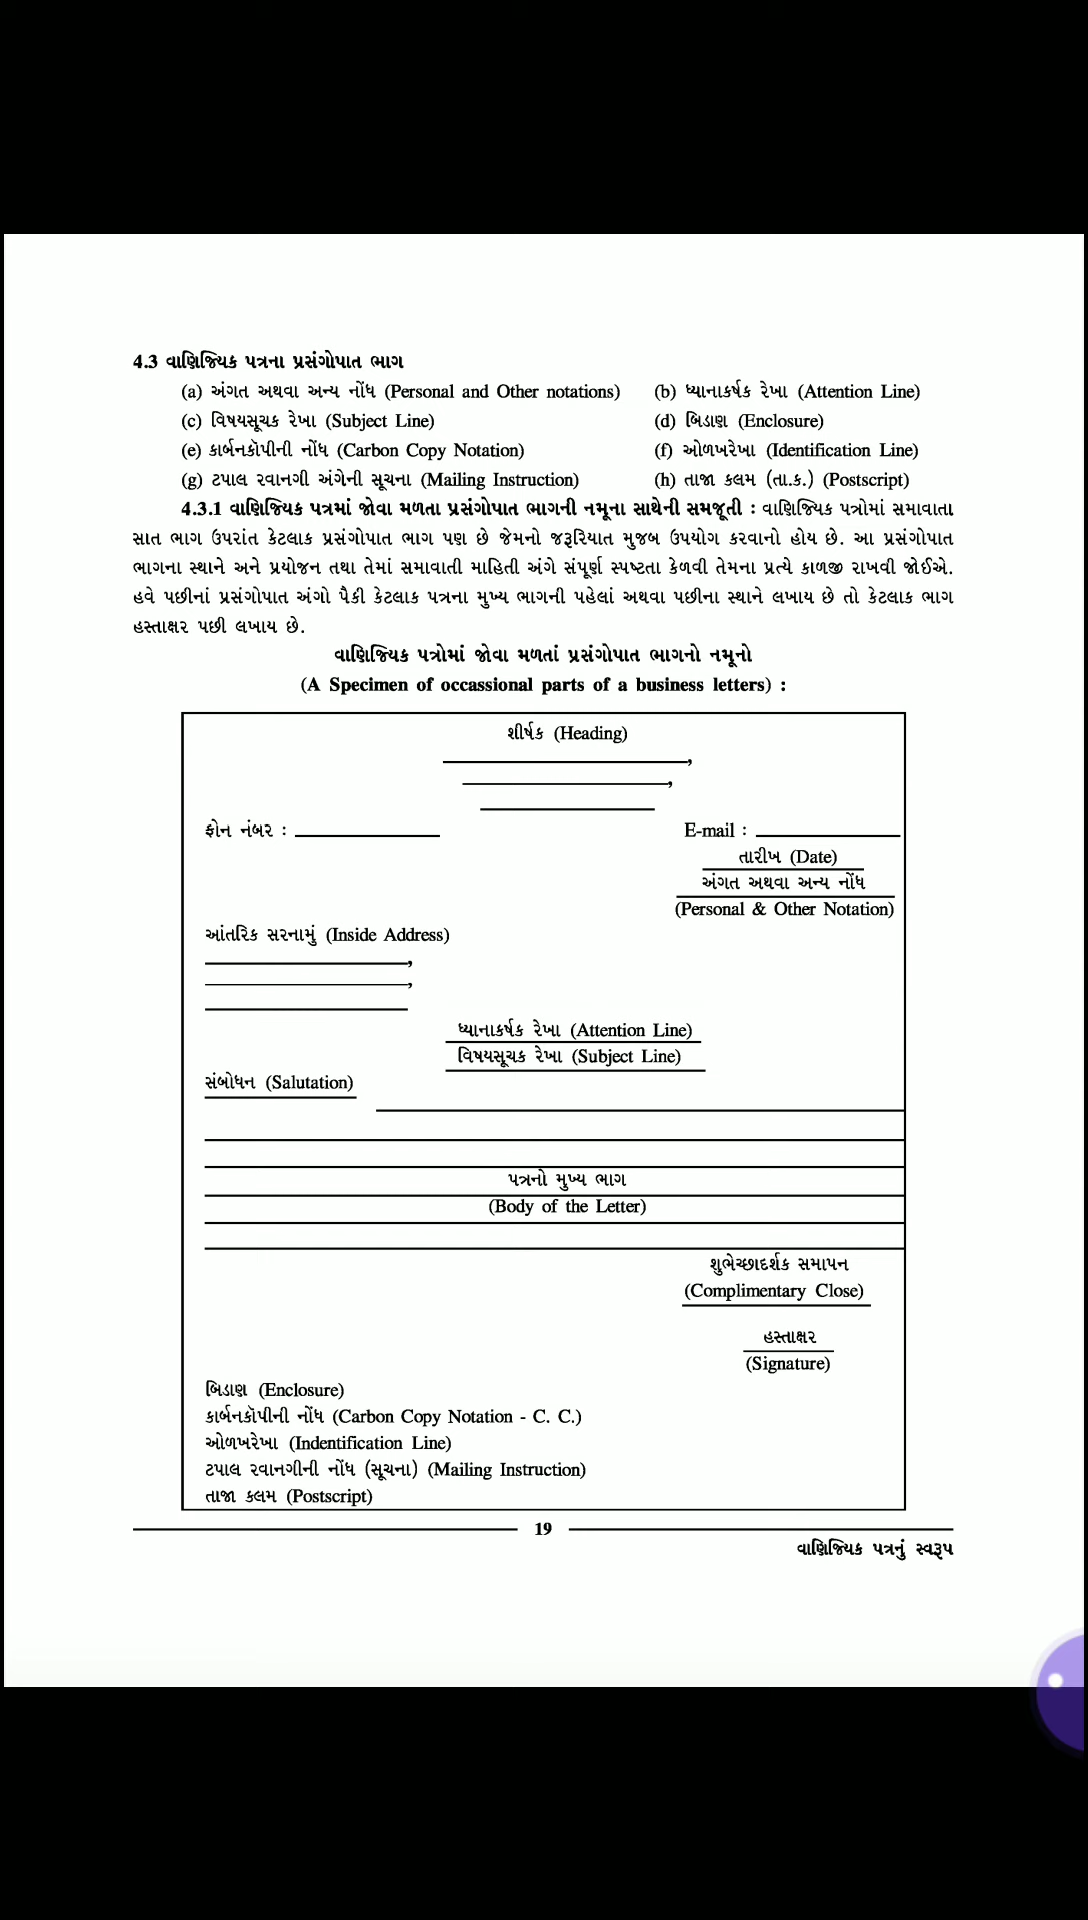 4.3 વાણિજ્યિક પત્રના પ્રસંગોપાત ભાગ
(a) અંગત અથવા અન્ય નોંધ (Personal and Other notations) (b) ધ્યાનાકર્ષક રેખા (Attention Line)
(c) વિષયસૂચક રેખા (Subject Line) (d) બિડાણ (Enclosure)
(e) કાર્બનકૉપીની નોંધ (Carbon Copy Notation) (f) ઓળખરેખા (Identification Line)
(g) ટપાલ રવાનગી અંગેની સૂચના (Mailing Instruction) (h) તાજા કલમ (તા.ક.) (Postscript)
4.3.1 વાણિજ્યિક પત્રમાં જોવા મળતા પ્રસંગોપાત ભાગની નમૂના સાથેની સમજૂતી : વાણિજ્યિક પત્રોમાં સમાવાતા
સાત ભાગ ઉપરાંત કેટલાક પ્રસંગોપાત ભાગ પણ છે જેમનો જરૂરિયાત મુજબ ઉપયોગ કરવાનો હોય છે. આ પ્રસંગોપાત
ભાગના સ્થાને અને પ્રયોજન તથા તેમાં સમાવાતી માહિતી અંગે સંપૂર્ણ સ્પષ્ટતા કેળવી તેમના પ્રત્યે કાળજી રાખવી જોઈએ.
હવે પછીનાં પ્રસંગોપાત અંગો પૈકી કેટલાક પત્રના મુખ્ય ભાગની પહેલાં અથવા પછીના સ્થાને લખાય છે તો કેટલાક ભાગ
હસ્તાક્ષર પછી લખાય છે.
વાણિજ્યિક પત્રોમાં જોવા મળતાં પ્રસંગોપાત ભાગનો નમૂનો
(A Specimen of occassional parts of a business letters) :
શીર્ષક (Heading)
ફોન નંબર : E-mail :
તારીખ (Date)
અંગત અથવા અન્ય નોંધ
(Personal & Other Notation)
આંતરિક સરનામું (Inside Address)
ધ્યાનાકર્ષક રેખા (Attention Line)
વિષયસૂચક રેખા (Subject Line)
સંબોધન (Salutation)
પત્રનો મુખ્ય ભાગ
(Body of the Letter)
શુભેચ્છાદર્શક સમાપન
(Complimentary Close)
હસ્તાક્ષર
(Signature)
બિડાણ (Enclosure)
કાર્બનકૉપીની નોંધ (Carbon Copy Notation - C. C.)
ઓળખરેખા (Indentification Line)
ટપાલ રવાનગીની નોંધ (સૂચના) (Mailing Instruction)
તાજા કલમ (Postscript)
19
વાણિજ્યિક પત્રનું સ્વરૂપ